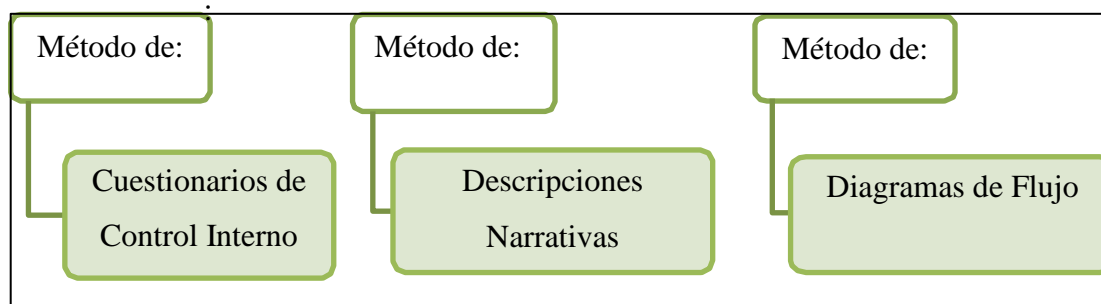 :
Método de:
Cuestionarios de
Control Interno
Método de:
Descripciones
Narrativas
Método de:
Diagramas de Flujo